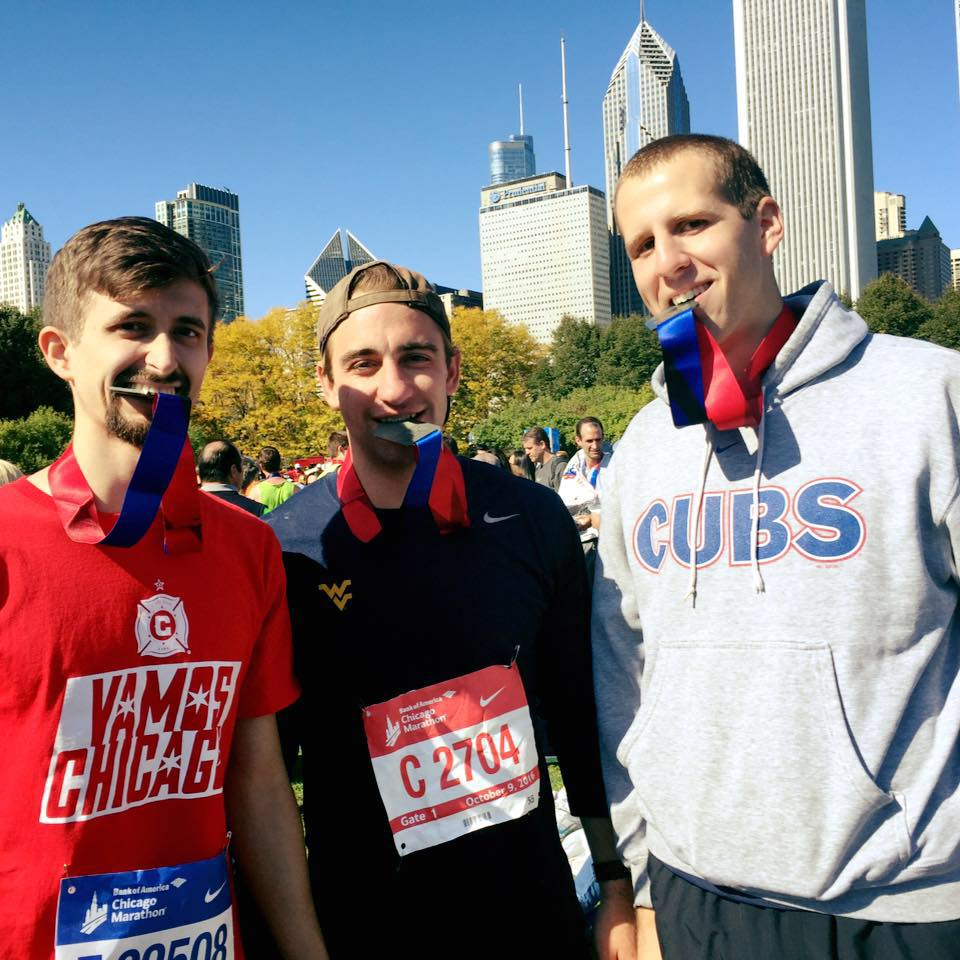 Prudential
CUBS
C
VAMOS
CHICAGO
Bank of America
Chicago
Marathon
C 2704
Gate 1 October 9, 2016
Bank of America
Chicago
Marathon